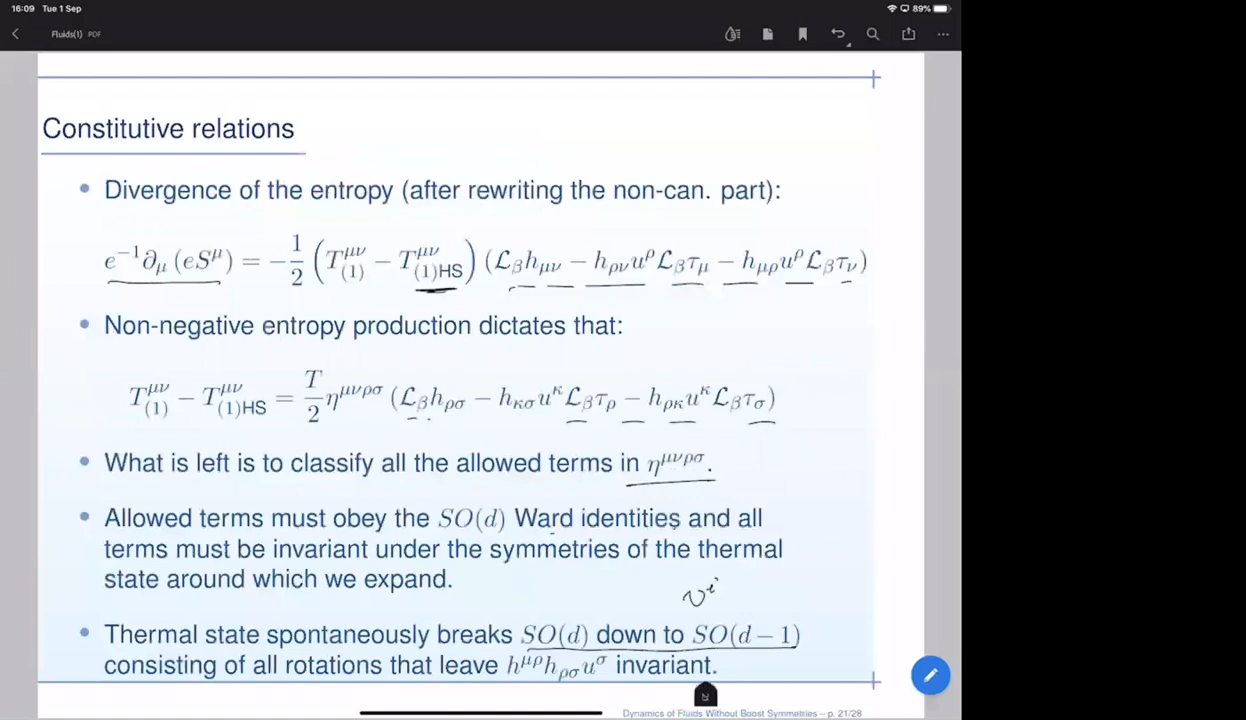 16:09 Tue 1 Sep
89%
Fluids(1) PDF
Constitutive relations
• Divergence of the entropy (after rewriting the non-can. part):
e⁻¹∂_μ (eS^μ) = −1/2 (T^{μν}_{(1)} − T^{μν}_{(1)HS}) (ℒ_β h_{μν} − h_{ρν}u^ρ ℒ_β τ_μ − h_{μρ}u^ρ ℒ_β τ_ν)
• Non-negative entropy production dictates that:
T^{μν}_{(1)} − T^{μν}_{(1)HS} = T/2 η^{μνρσ} (ℒ_β h_{ρσ} − h_{κσ}u^κ ℒ_β τ_ρ − h_{ρκ}u^κ ℒ_β τ_σ)
• What is left is to classify all the allowed terms in η^{μνρσ}.
• Allowed terms must obey the SO(d) Ward identities and all
terms must be invariant under the symmetries of the thermal
state around which we expand.
v^i
• Thermal state spontaneously breaks SO(d) down to SO(d − 1)
consisting of all rotations that leave h^{μρ}h_{ρσ}u^σ invariant.
Dynamics of Fluids Without Boost Symmetries – p. 21/28